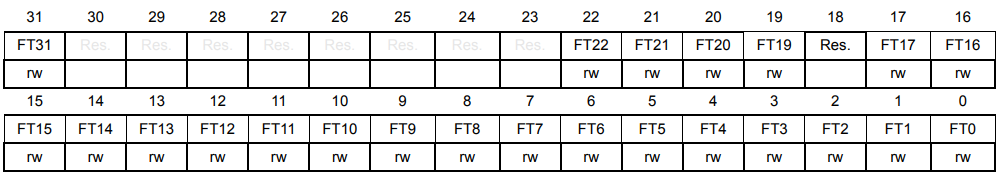 31 30 29 28 27 26 25 24 23 22 21 20 19 18 17 16
FT31 Res. Res. Res. Res. Res. Res. Res. Res. FT22 FT21 FT20 FT19 Res. FT17 FT16
rw rw rw rw rw rw rw
15 14 13 12 11 10 9 8 7 6 5 4 3 2 1 0
FT15 FT14 FT13 FT12 FT11 FT10 FT9 FT8 FT7 FT6 FT5 FT4 FT3 FT2 FT1 FT0
rw rw rw rw rw rw rw rw rw rw rw rw rw rw rw rw